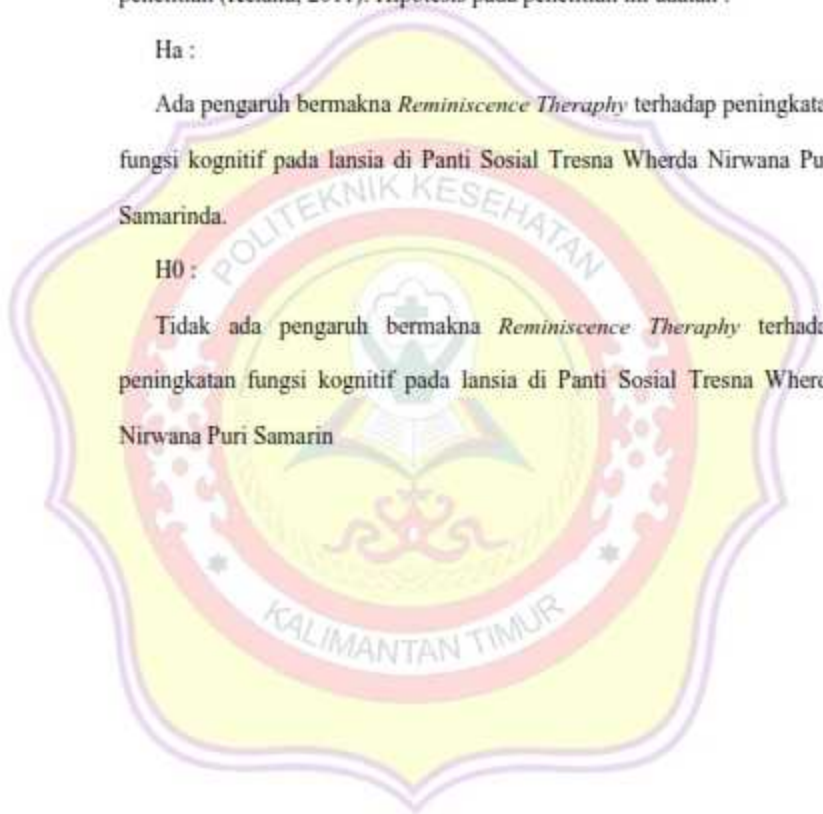 Ha :
Ada pengaruh bermakna Reminiscence Theraphy terhadap peningkata
fungsi kognitif pada lansia di Panti Sosial Tresna Wherda Nirwana Pu
Samarinda.
H0 :
Tidak ada pengaruh bermakna Reminiscence Theraphy terhada
peningkatan fungsi kognitif pada lansia di Panti Sosial Tresna Wherd
Nirwana Puri Samarin
POLITEKNIK KESEHATAN
KALIMANTAN TIMUR